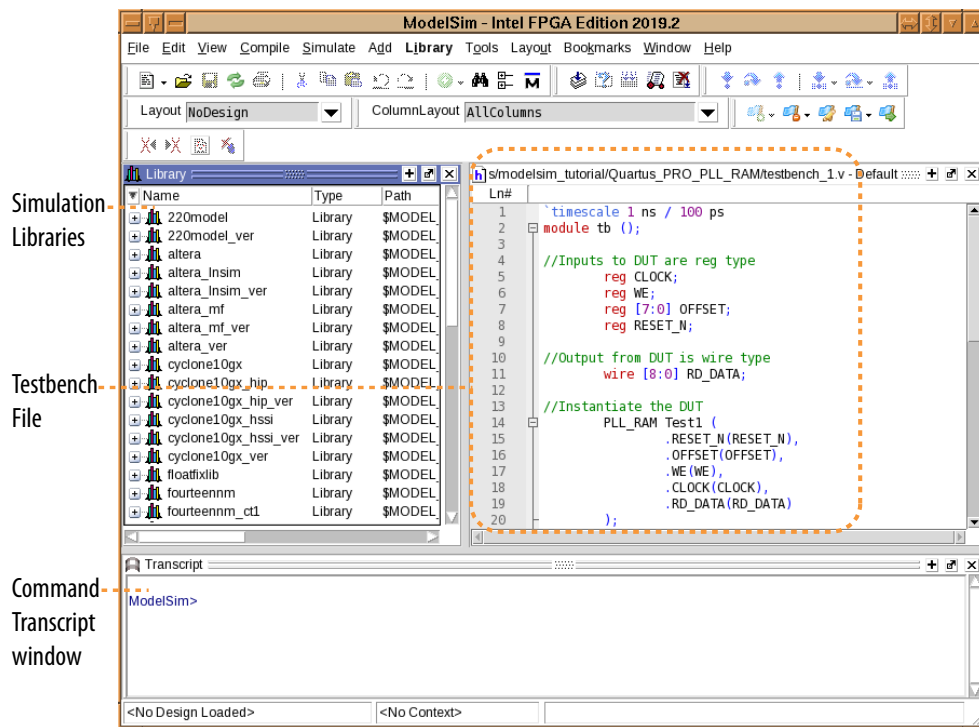 ModelSim - Intel FPGA Edition 2019.2
File Edit View Compile Simulate Add Library Tools Layout Bookmarks Window Help
Layout NoDesign
ColumnLayout AllColumns
Simulation
Libraries
Testbench
File
Command
Transcript
window
Library
Name Type Path
220model Library $MODEL_
220model_ver Library $MODEL_
altera Library $MODEL_
altera_lnsim Library $MODEL_
altera_lnsim_ver Library $MODEL_
altera_mf Library $MODEL_
altera_mf_ver Library $MODEL_
altera_ver Library $MODEL_
cyclone10gx Library $MODEL_
cyclone10gx_hip Library $MODEL_
cyclone10gx_hip_ver Library $MODEL_
cyclone10gx_hssi Library $MODEL_
cyclone10gx_hssi_ver Library $MODEL_
cyclone10gx_ver Library $MODEL_
floatfixlib Library $MODEL_
fourteennm Library $MODEL_
fourteennm_ct1 Library $MODEL_
h s/modelsim_tutorial/Quartus_PRO_PLL_RAM/testbench_1.v - Default
Ln#
1 `timescale 1 ns / 100 ps
2 module tb ();
3
4 //Inputs to DUT are reg type
5 reg CLOCK;
6 reg WE;
7 reg [7:0] OFFSET;
8 reg RESET_N;
9
10 //Output from DUT is wire type
11 wire [8:0] RD_DATA;
12
13 //Instantiate the DUT
14 PLL_RAM Test1 (
15 .RESET_N(RESET_N),
16 .OFFSET(OFFSET),
17 .WE(WE),
18 .CLOCK(CLOCK),
19 .RD_DATA(RD_DATA)
20 );
Transcript
ModelSim>
<No Design Loaded> <No Context>